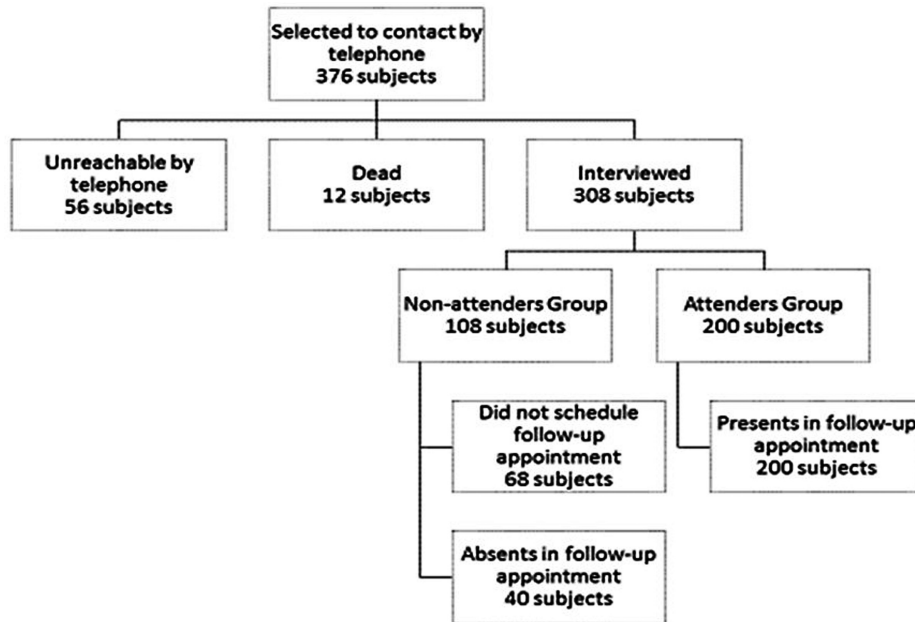 Selected to contact by
telephone
376 subjects
Unreachable by
telephone
56 subjects
Dead
12 subjects
Interviewed
308 subjects
Non-attenders Group
108 subjects
Attenders Group
200 subjects
Did not schedule
follow-up
appointment
68 subjects
Presents in follow-up
appointment
200 subjects
Absents in follow-up
appointment
40 subjects